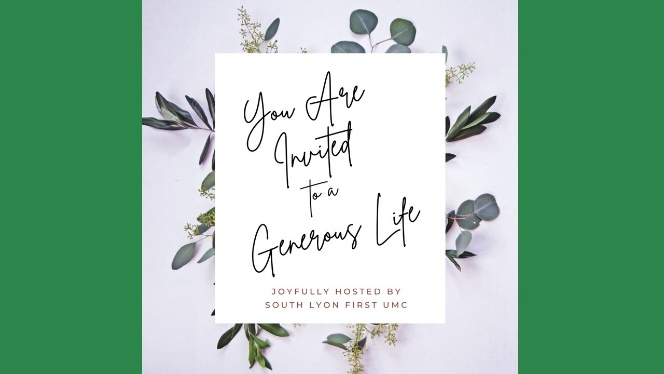 You Are
Invited
to a
Generous Life
JOYFULLY HOSTED BY
SOUTH LYON FIRST UMC